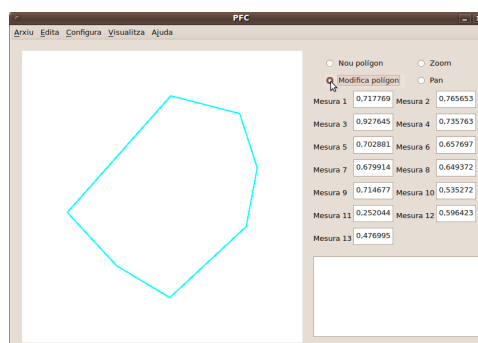 PFC
Arxiu Edita Configura Visualitza Ajuda
Nou polígon Zoom
Modifica polígon Pan
Mesura 1 0,717769 Mesura 2 0,765653
Mesura 3 0,927645 Mesura 4 0,735763
Mesura 5 0,702881 Mesura 6 0,657697
Mesura 7 0,679914 Mesura 8 0,649372
Mesura 9 0,714677 Mesura 10 0,535272
Mesura 11 0,252044 Mesura 12 0,596423
Mesura 13 0,476995